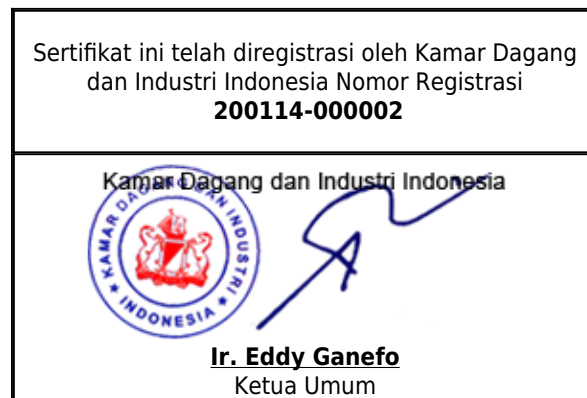 Sertifikat ini telah diregistrasi oleh Kamar Dagang
dan Industri Indonesia Nomor Registrasi
200114-000002
Kamar Dagang dan Industri Indonesia
KAMAR DAGANG DAN INDUSTRI
INDONESIA
Ir. Eddy Ganefo
Ketua Umum